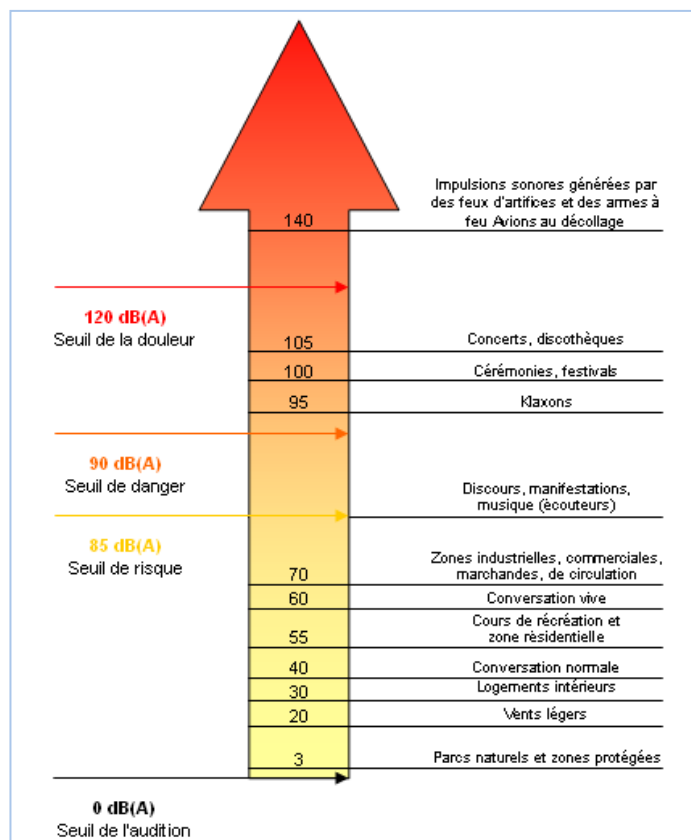 Impulsions sonores générées par
des feux d'artifices et des armes à
feu Avions au décollage
140
120 dB(A)
Seuil de la douleur
105
Concerts, discothèques
100
Cérémonies, festivals
95
Klaxons
90 dB(A)
Seuil de danger
Discours, manifestations,
musique (écouteurs)
85 dB(A)
Seuil de risque
Zones industrielles, commerciales,
marchandes, de circulation
70
60
Conversation vive
Cours de récréation et
zone résidentielle
55
40
Conversation normale
30
Logements intérieurs
20
Vents légers
3
Parcs naturels et zones protégées
0 dB(A)
Seuil de l'audition